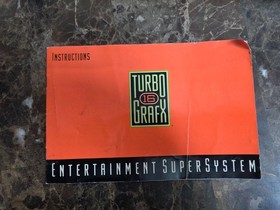 INSTRUCTIONS
TURBO
16
GRAFX
ENTERTAINMENT SUPERSYSTEM